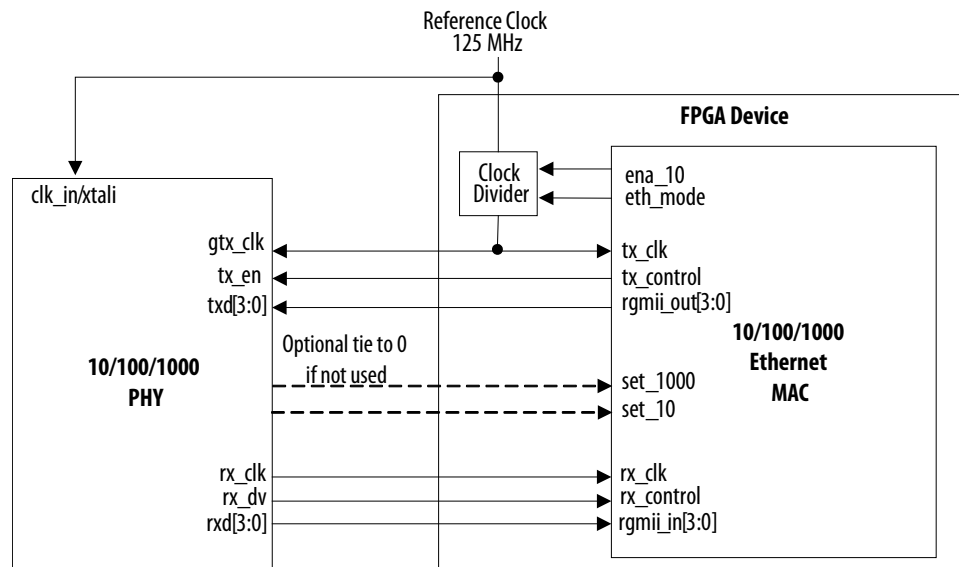 Reference Clock
125 MHz
FPGA Device
Clock
Divider
ena_10
eth_mode
clk_in/xtali
gtx_clk
tx_clk
tx_en
tx_control
txd[3:0]
rgmii_out[3:0]
Optional tie to 0
if not used
10/100/1000
PHY
10/100/1000
Ethernet
MAC
set_1000
set_10
rx_clk
rx_clk
rx_dv
rx_control
rxd[3:0]
rgmii_in[3:0]